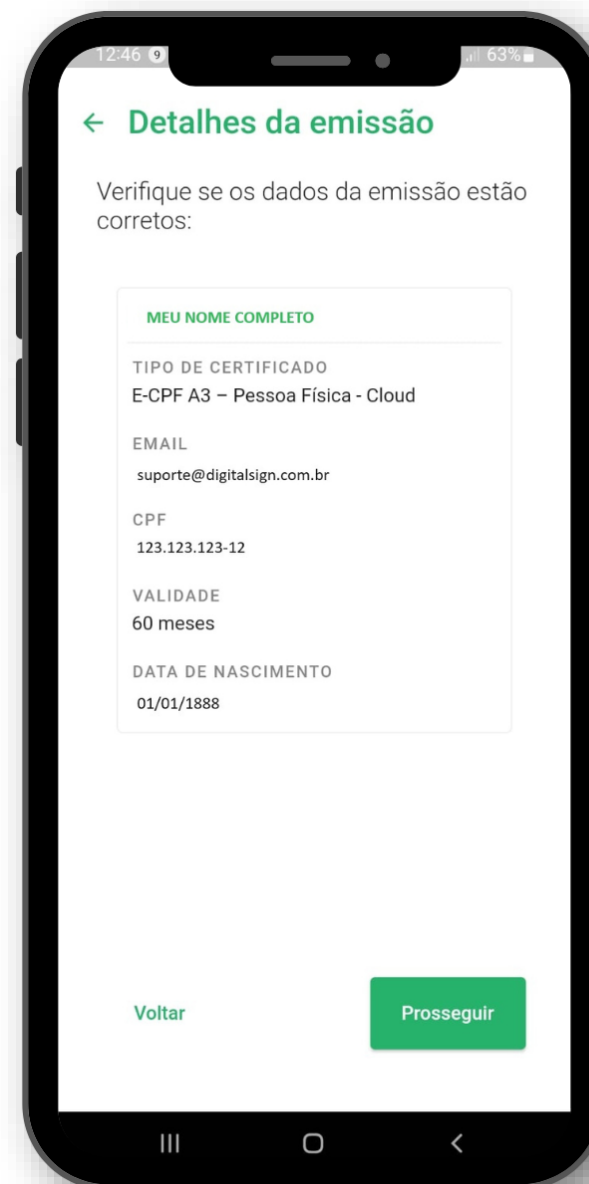 12:46 9 63%
← Detalhes da emissão
Verifique se os dados da emissão estão
corretos:
MEU NOME COMPLETO
TIPO DE CERTIFICADO
E-CPF A3 – Pessoa Física - Cloud
EMAIL
suporte@digitalsign.com.br
CPF
123.123.123-12
VALIDADE
60 meses
DATA DE NASCIMENTO
01/01/1888
Voltar Prosseguir